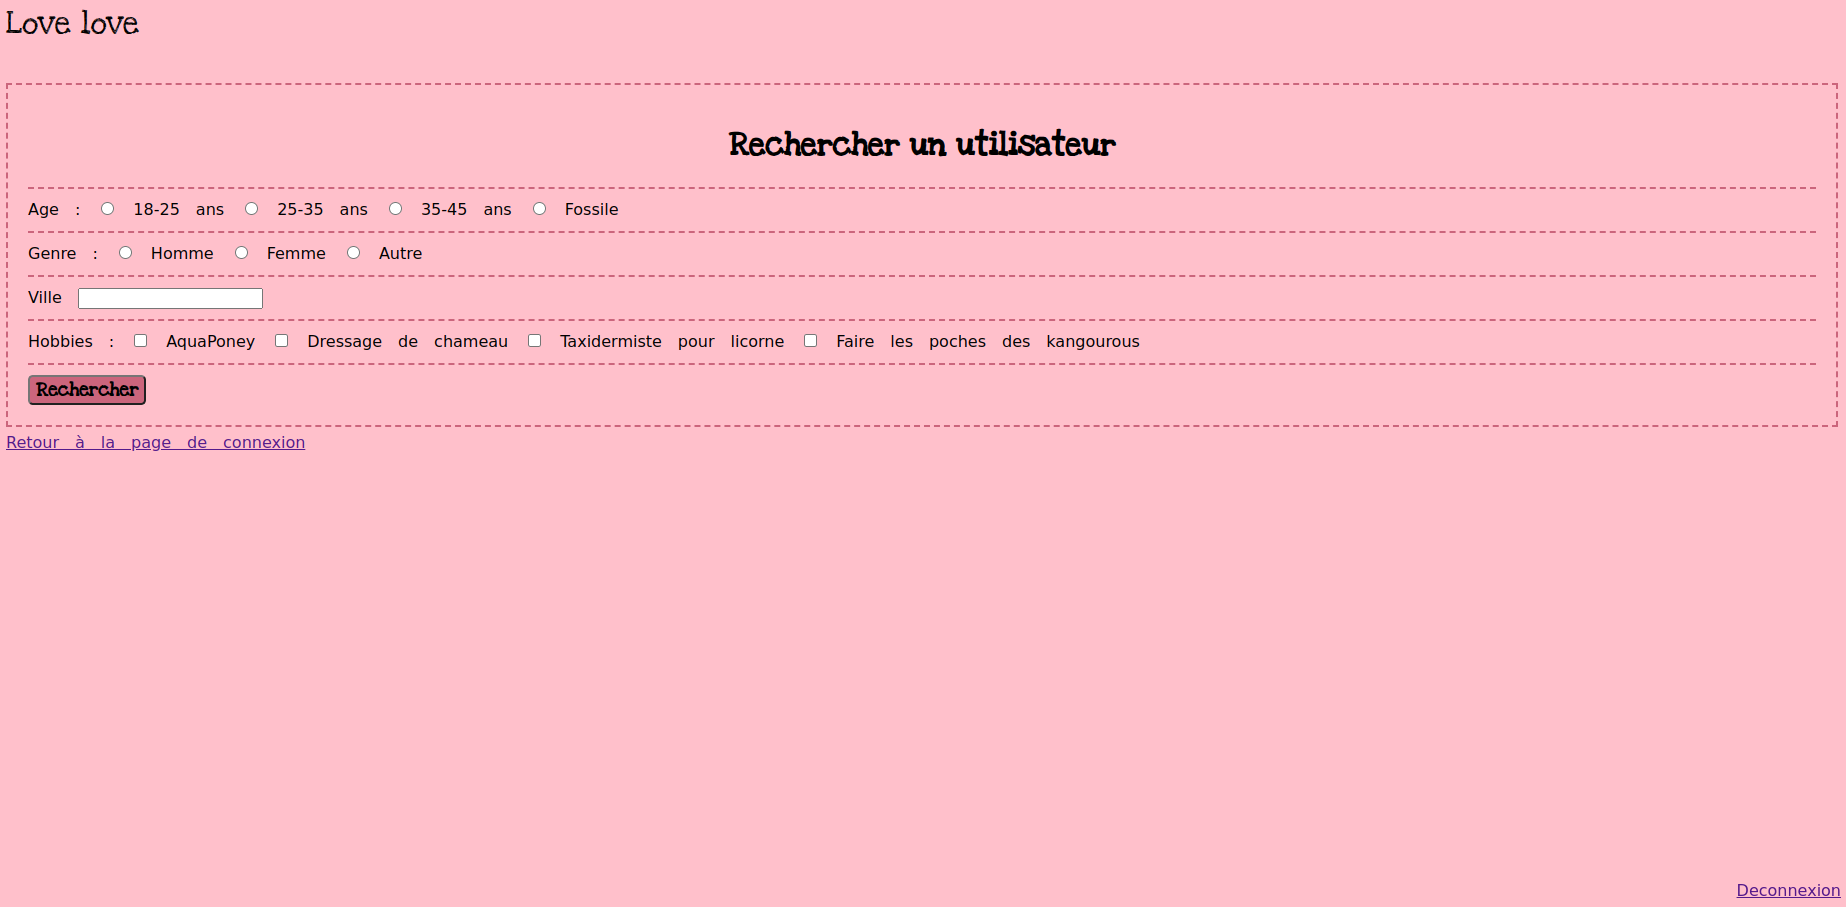 Love love
Rechercher un utilisateur
Age : 18-25 ans 25-35 ans 35-45 ans Fossile
Genre : Homme Femme Autre
Ville
Hobbies : AquaPoney Dressage de chameau Taxidermiste pour licorne Faire les poches des kangourous
Rechercher
Retour à la page de connexion
Deconnexion